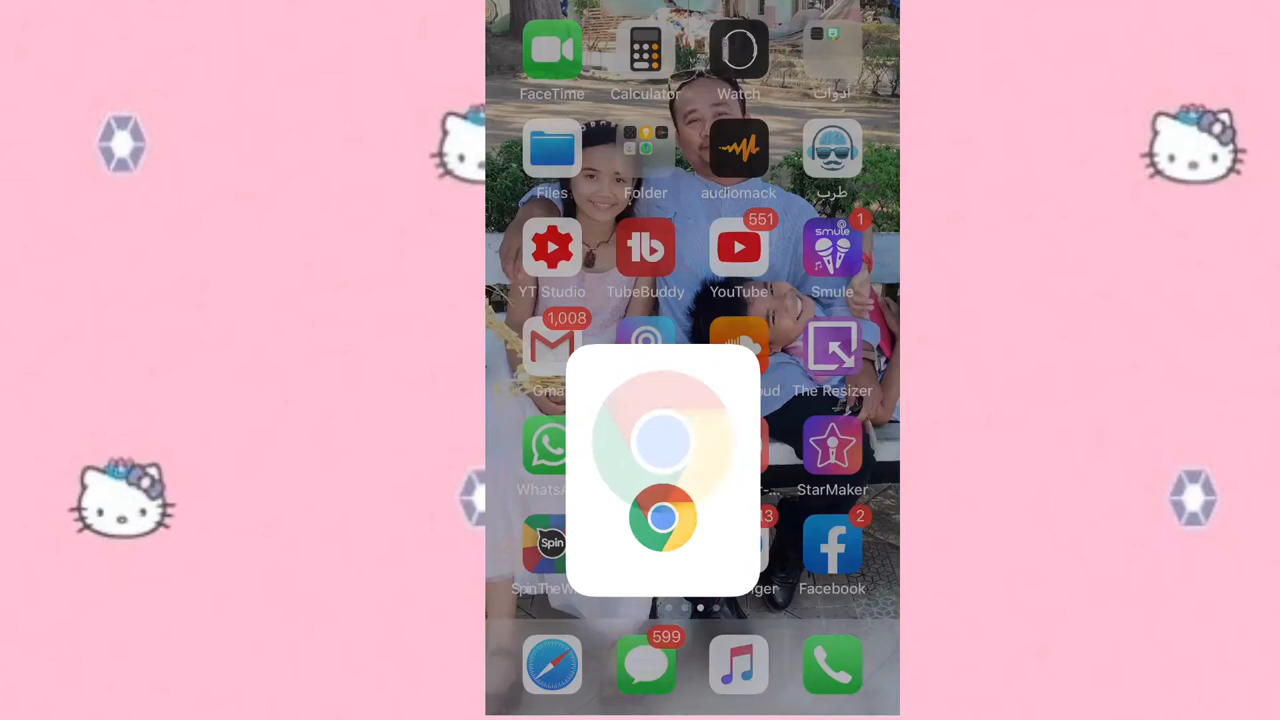 FaceTime
Calculator
Watch
أدوات
Files
Folder
audiomack
طرب
551
smule
1
YT Studio
TubeBuddy
YouTube
Smule
1,008
The Resizer
StarMaker
Spin
2
Facebook
599